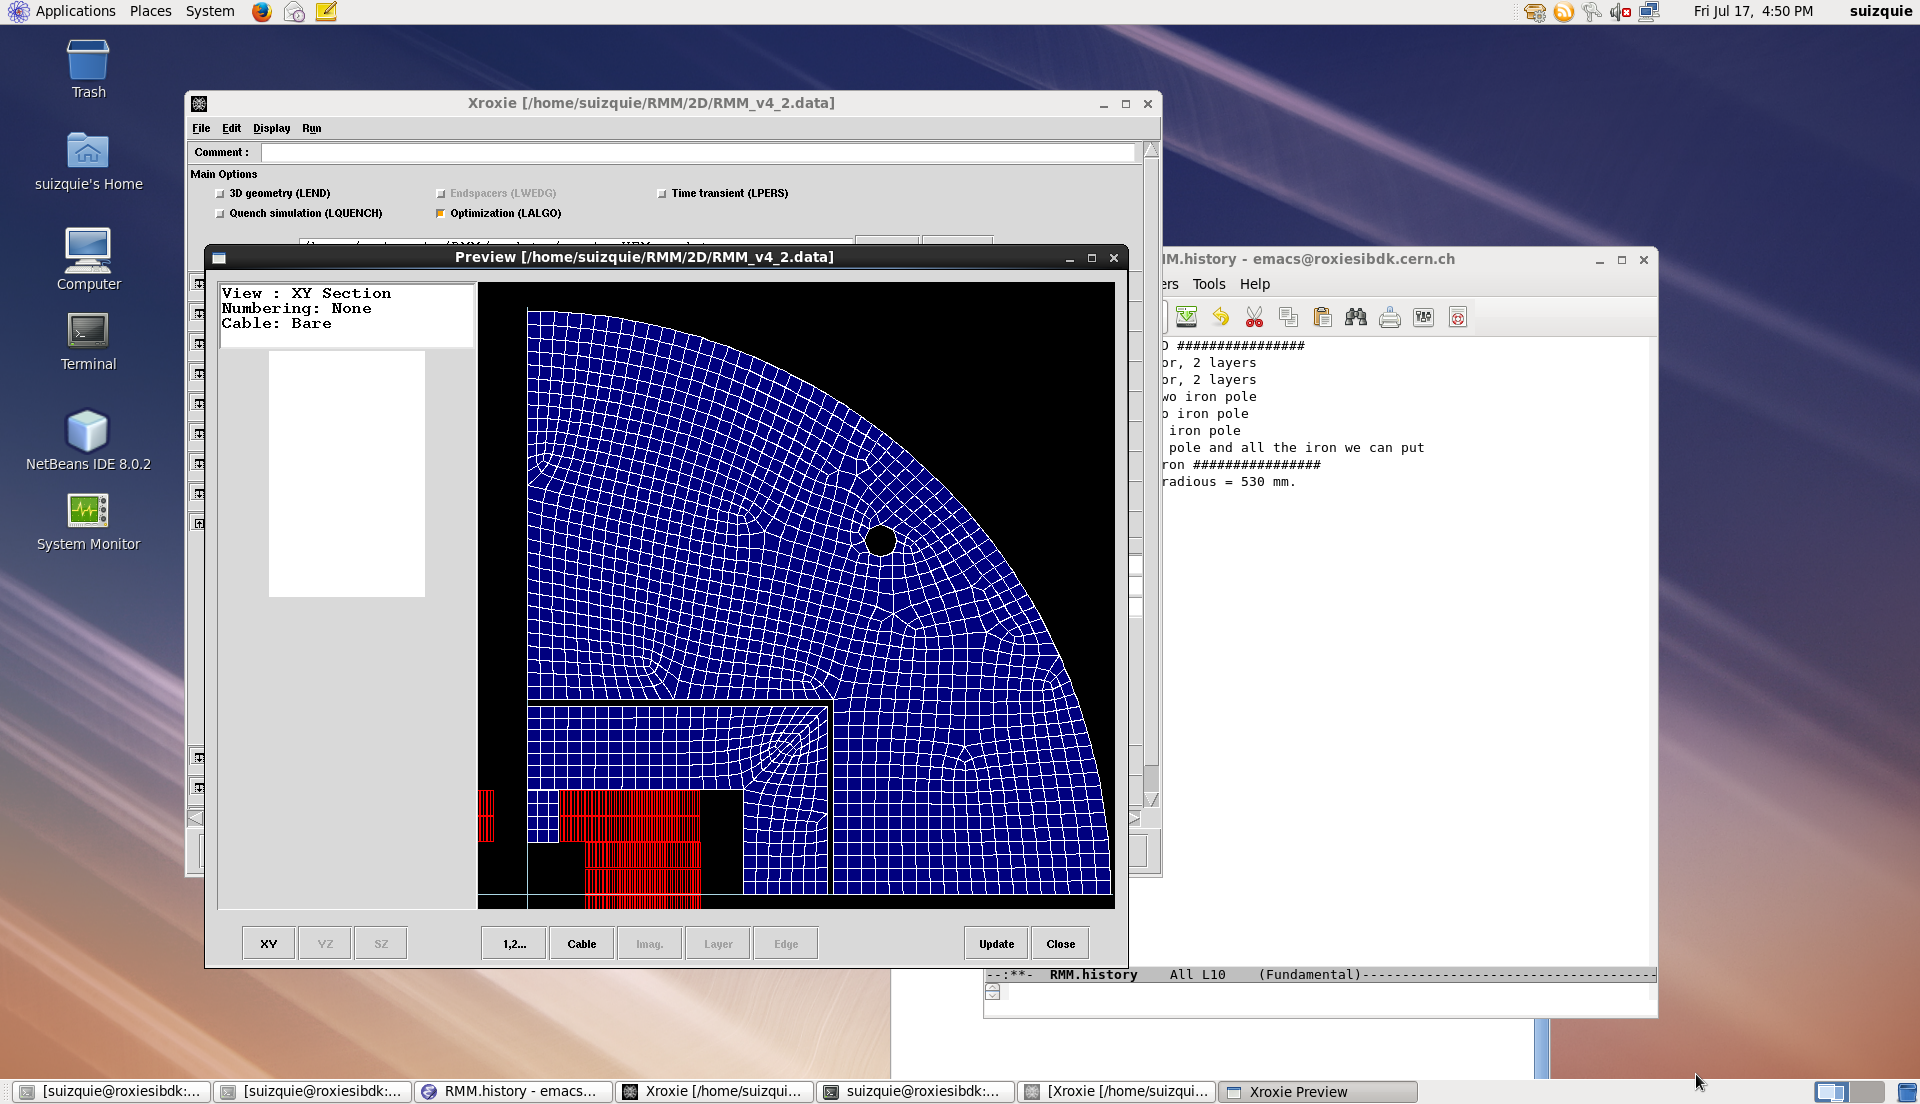 Applications Places System Fri Jul 17, 4:50 PM suizquie
Trash
suizquie's Home
Computer
Terminal
NetBeans IDE 8.0.2
System Monitor
Xroxie [/home/suizquie/RMM/2D/RMM_v4_2.data]
File Edit Display Run
Comment :
Main Options
3D geometry (LEND) Endspacers (LWEDG) Time transient (LPERS)
Quench simulation (LQUENCH) Optimization (LALGO)
Preview [/home/suizquie/RMM/2D/RMM_v4_2.data]
View : XY Section
Numbering: None
Cable: Bare
XY YZ SZ 1,2... Cable Imag. Layer Edge Update Close
M.history - emacs@roxiesibdk.cern.ch
ers Tools Help
D ################
or, 2 layers
or, 2 layers
wo iron pole
o iron pole
iron pole
pole and all the iron we can put
ron ################
radious = 530 mm.
--:**- RMM.history All L10 (Fundamental)-------------------------------------
[suizquie@roxiesibdk:... [suizquie@roxiesibdk:... RMM.history - emacs... Xroxie [/home/suizqui... suizquie@roxiesibdk:... [Xroxie [/home/suizqui... Xroxie Preview